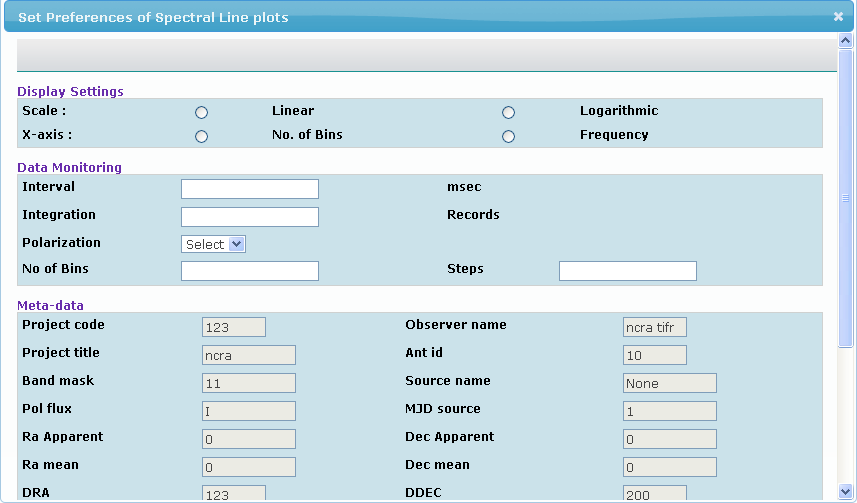 Set Preferences of Spectral Line plots
Display Settings
Scale : Linear Logarithmic
X-axis : No. of Bins Frequency
Data Monitoring
Interval msec
Integration Records
Polarization Select
No of Bins Steps
Meta-data
Project code 123 Observer name ncra tifr
Project title ncra Ant id 10
Band mask 11 Source name None
Pol flux I MJD source 1
Ra Apparent 0 Dec Apparent 0
Ra mean 0 Dec mean 0
DRA 123 DDEC 200